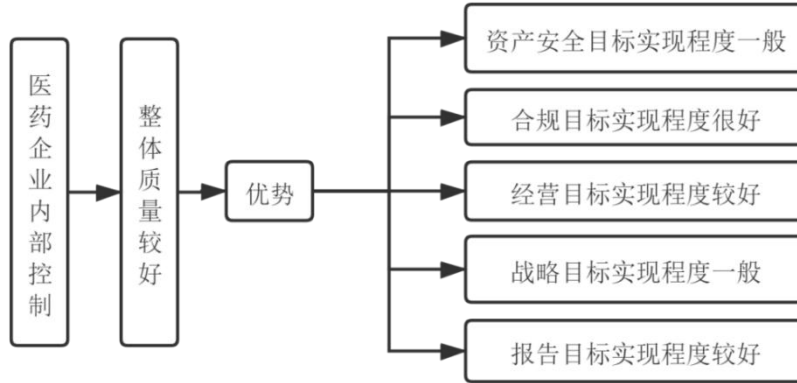 医药企业内部控制
整体质量较好
优势
资产安全目标实现程度一般
合规目标实现程度很好
经营目标实现程度较好
战略目标实现程度一般
报告目标实现程度较好